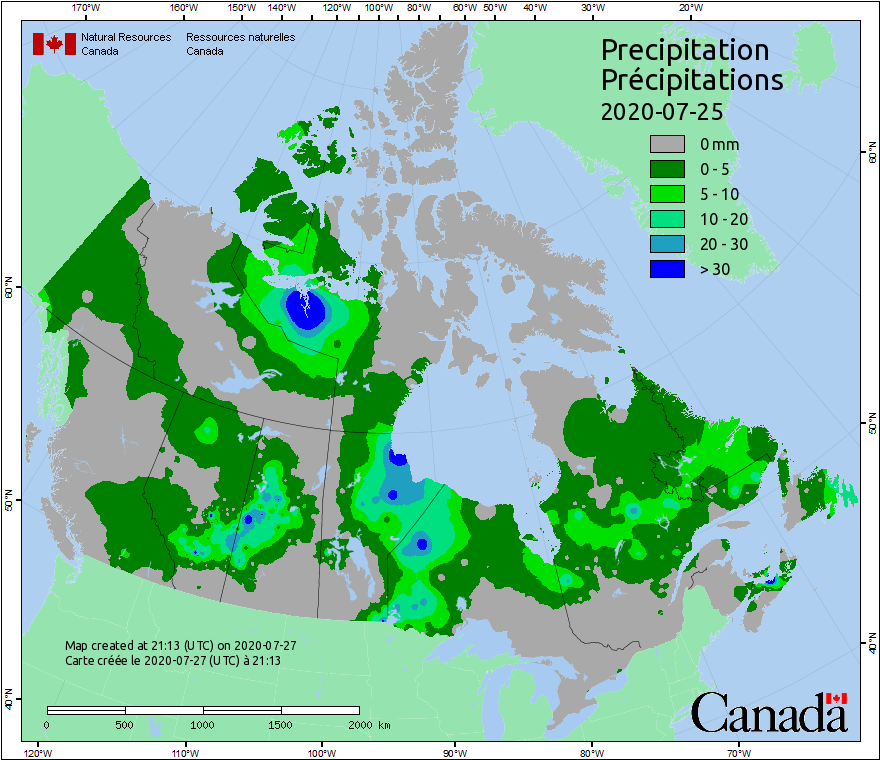 170°W 160°W 150°W 140°W 120°W 100°W 80°W 60°W 50°W 40°W 30°W 20°W
Natural Resources Ressources naturelles
Canada Canada
Precipitation
Précipitations
2020-07-25
0 mm
0 - 5
5 - 10
10 - 20
20 - 30
> 30
60°N
60°N
50°N
50°N
40°N
40°N
Map created at 21:13 (UTC) on 2020-07-27
Carte créée le 2020-07-27 (UTC) à 21:13
0 500 1000 1500 2000 km
Canada
120°W 110°W 100°W 90°W 80°W 70°W